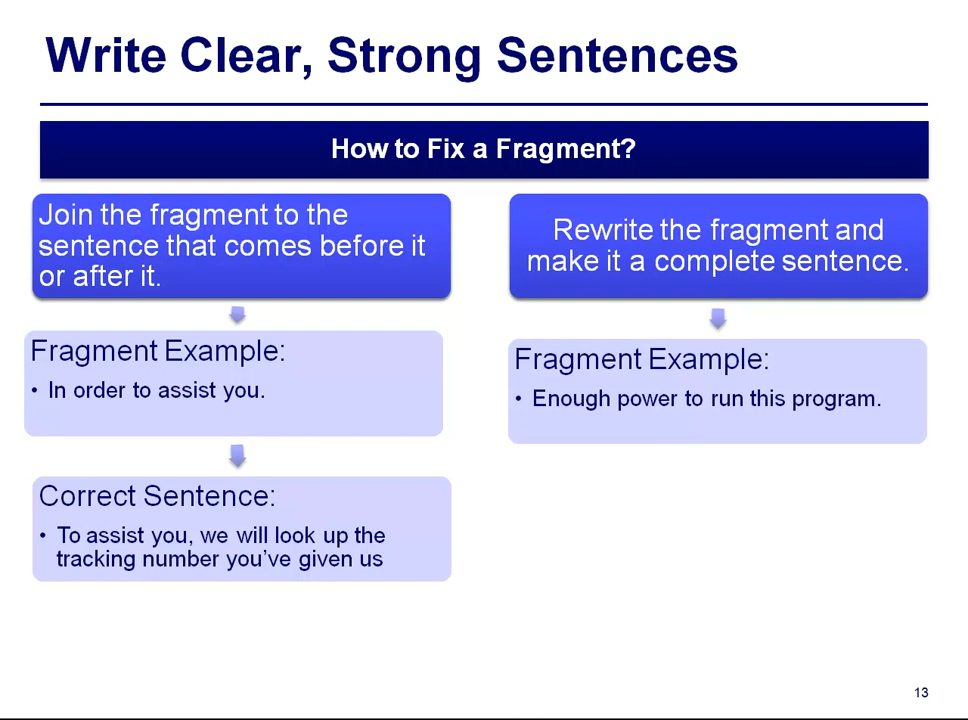 Write Clear, Strong Sentences
How to Fix a Fragment?
Join the fragment to the
sentence that comes before it
or after it.
Fragment Example:
• In order to assist you.
Correct Sentence:
• To assist you, we will look up the
tracking number you’ve given us
Rewrite the fragment and
make it a complete sentence.
Fragment Example:
• Enough power to run this program.
13